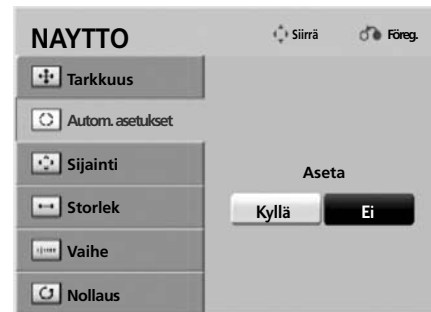 NAYTTO
Siirrä
Föreg.
Tarkkuus
Autom. asetukset
Sijainti
Storlek
Vaihe
Nollaus
Aseta
Kyllä
Ei